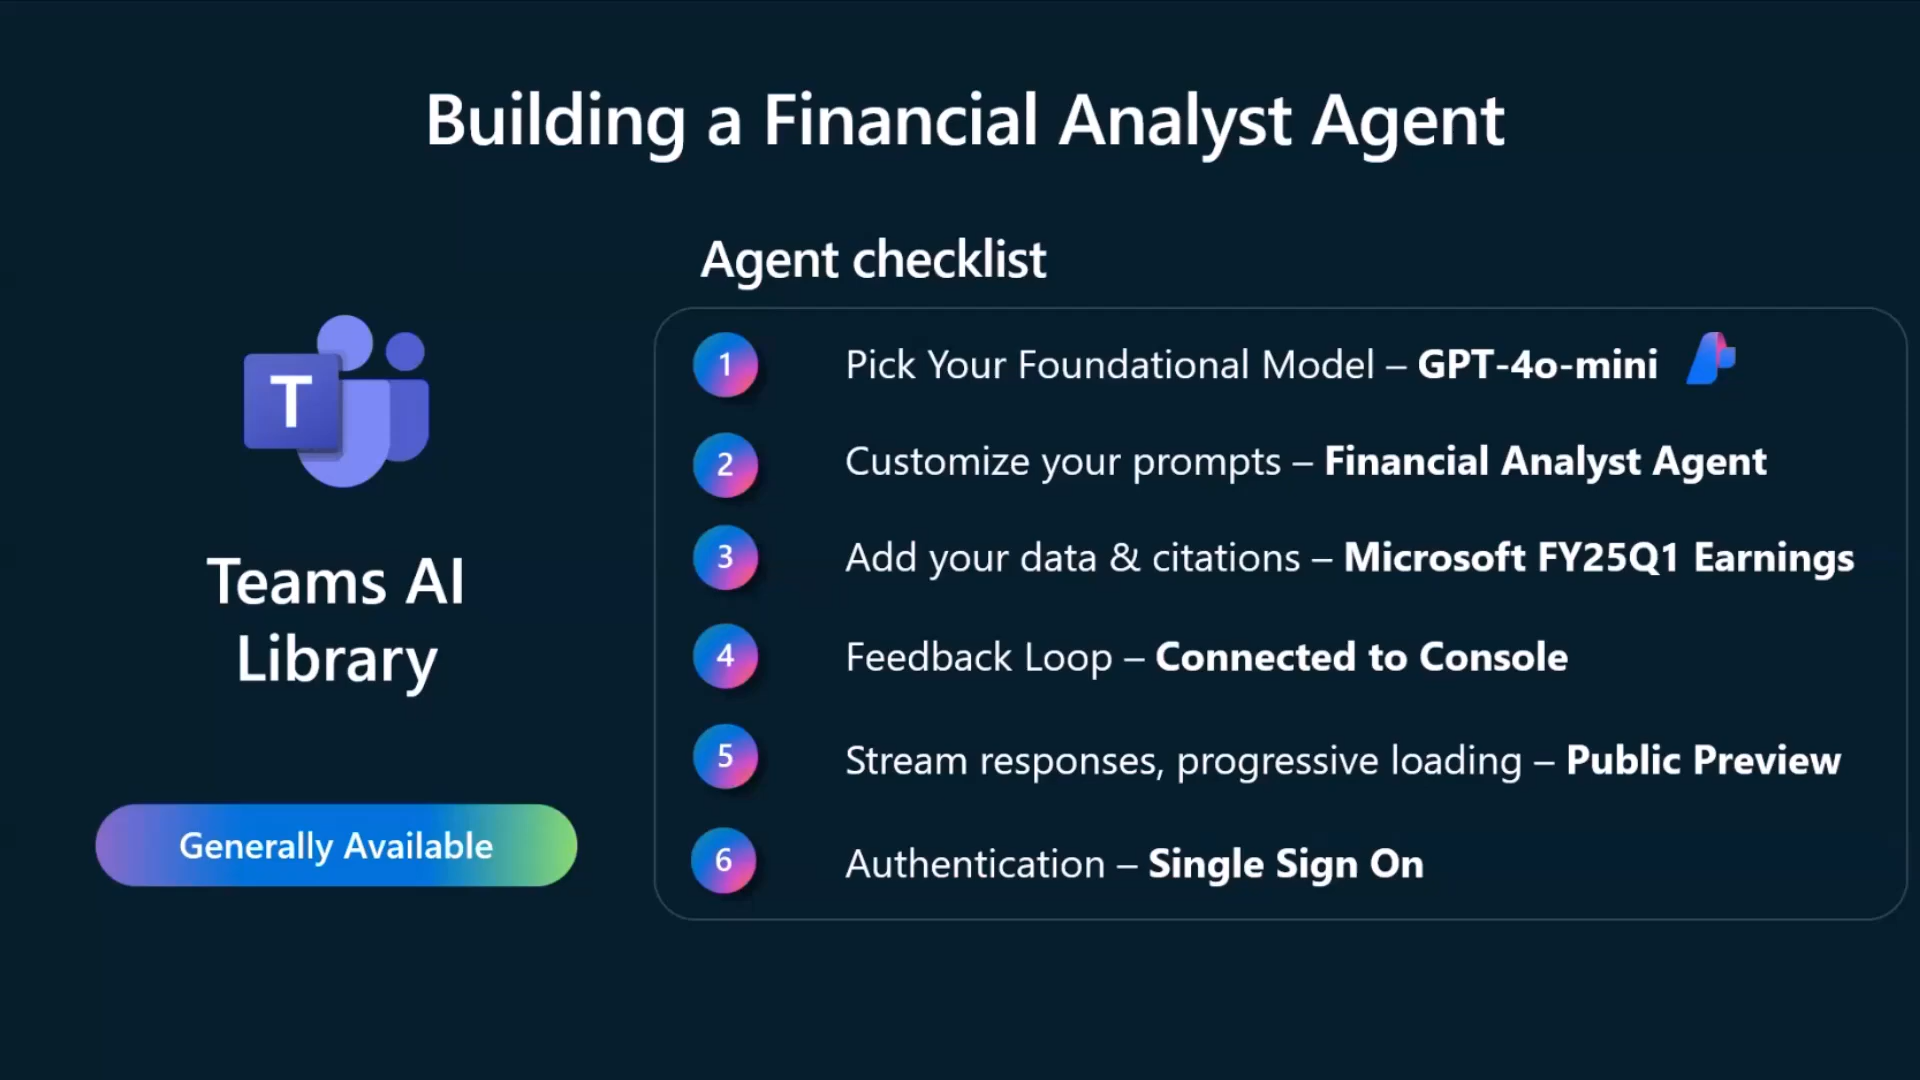 Building a Financial Analyst Agent
Agent checklist
T
Teams AI
Library
Generally Available
1 Pick Your Foundational Model – GPT-4o-mini
2 Customize your prompts – Financial Analyst Agent
3 Add your data & citations – Microsoft FY25Q1 Earnings
4 Feedback Loop – Connected to Console
5 Stream responses, progressive loading – Public Preview
6 Authentication – Single Sign On